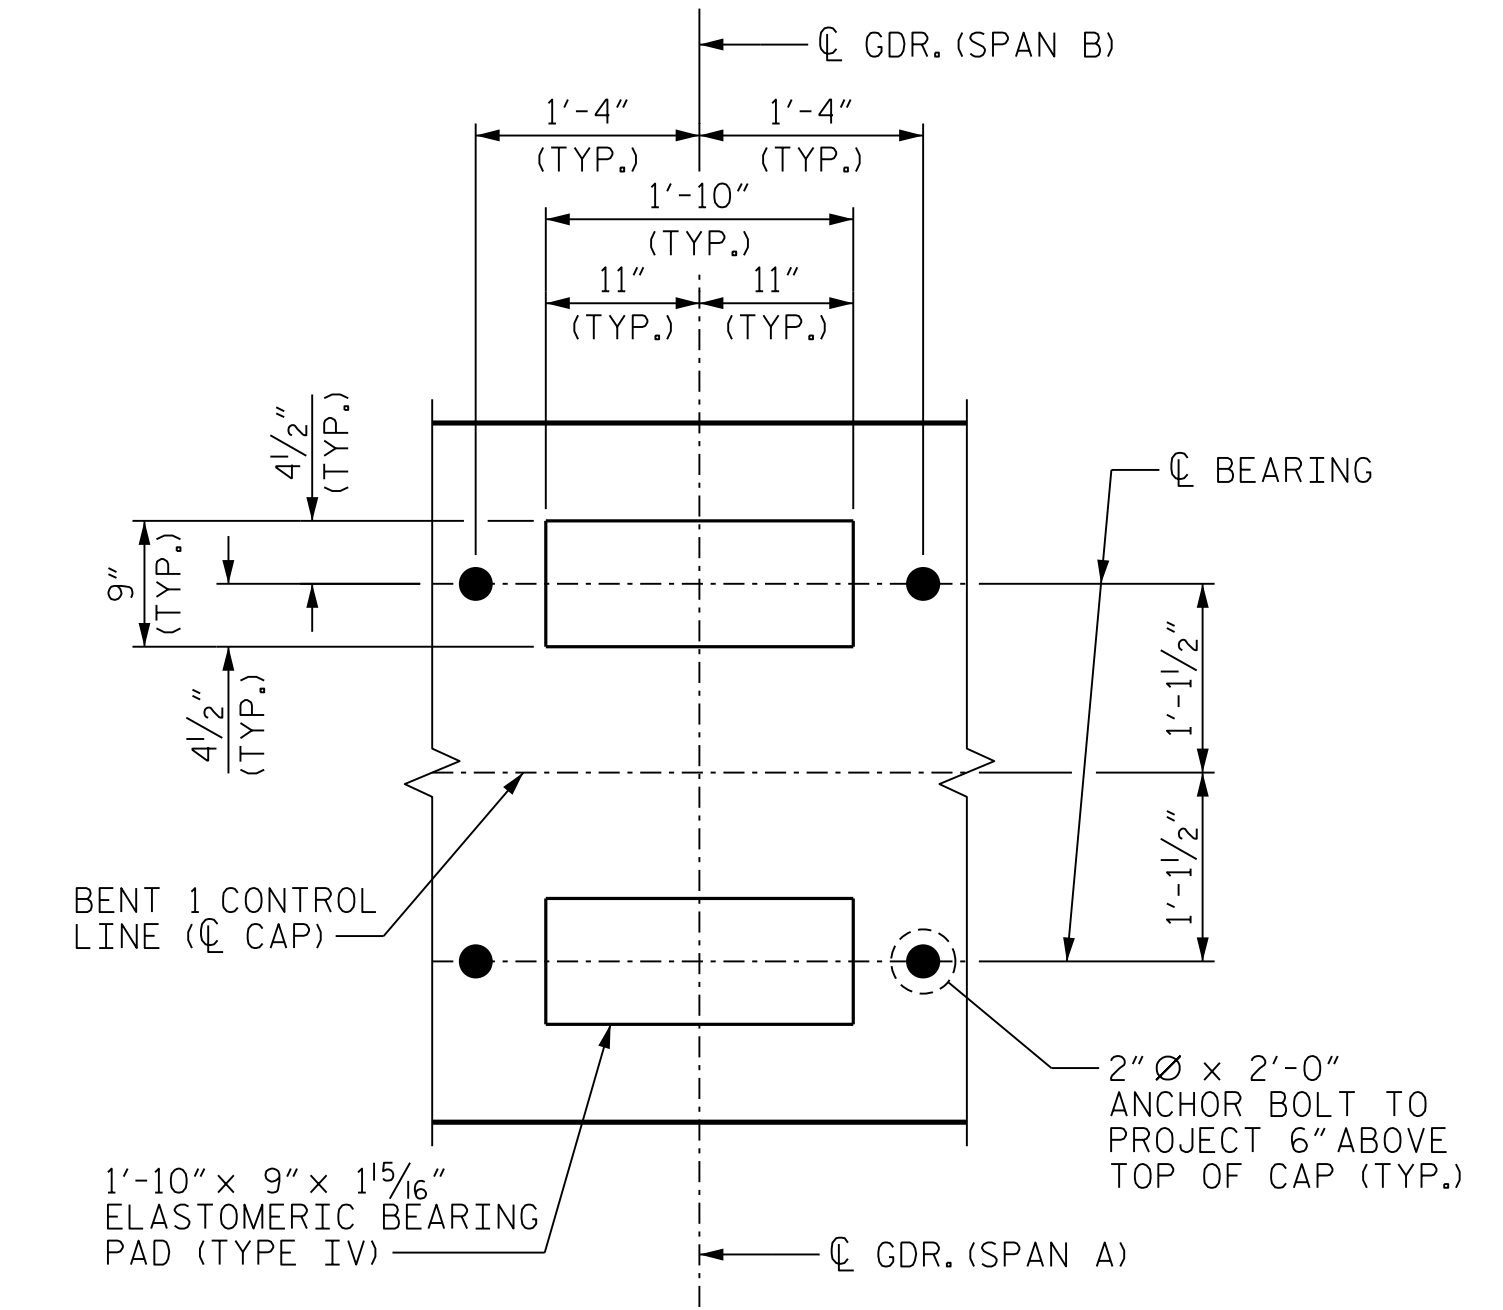 ℄ GDR. (SPAN B)
1'-4"
(TYP.)
1'-4"
(TYP.)
1'-10"
(TYP.)
11"
(TYP.)
11"
(TYP.)
4½"
(TYP.)
9"
(TYP.)
4½"
(TYP.)
℄ BEARING
1'-1½"
1'-1½"
BENT 1 CONTROL
LINE (℄ CAP)
2"Ø x 2'-0"
ANCHOR BOLT TO
PROJECT 6" ABOVE
TOP OF CAP (TYP.)
1'-10" x 9" x 1 15/16"
ELASTOMERIC BEARING
PAD (TYPE IV)
℄ GDR. (SPAN A)